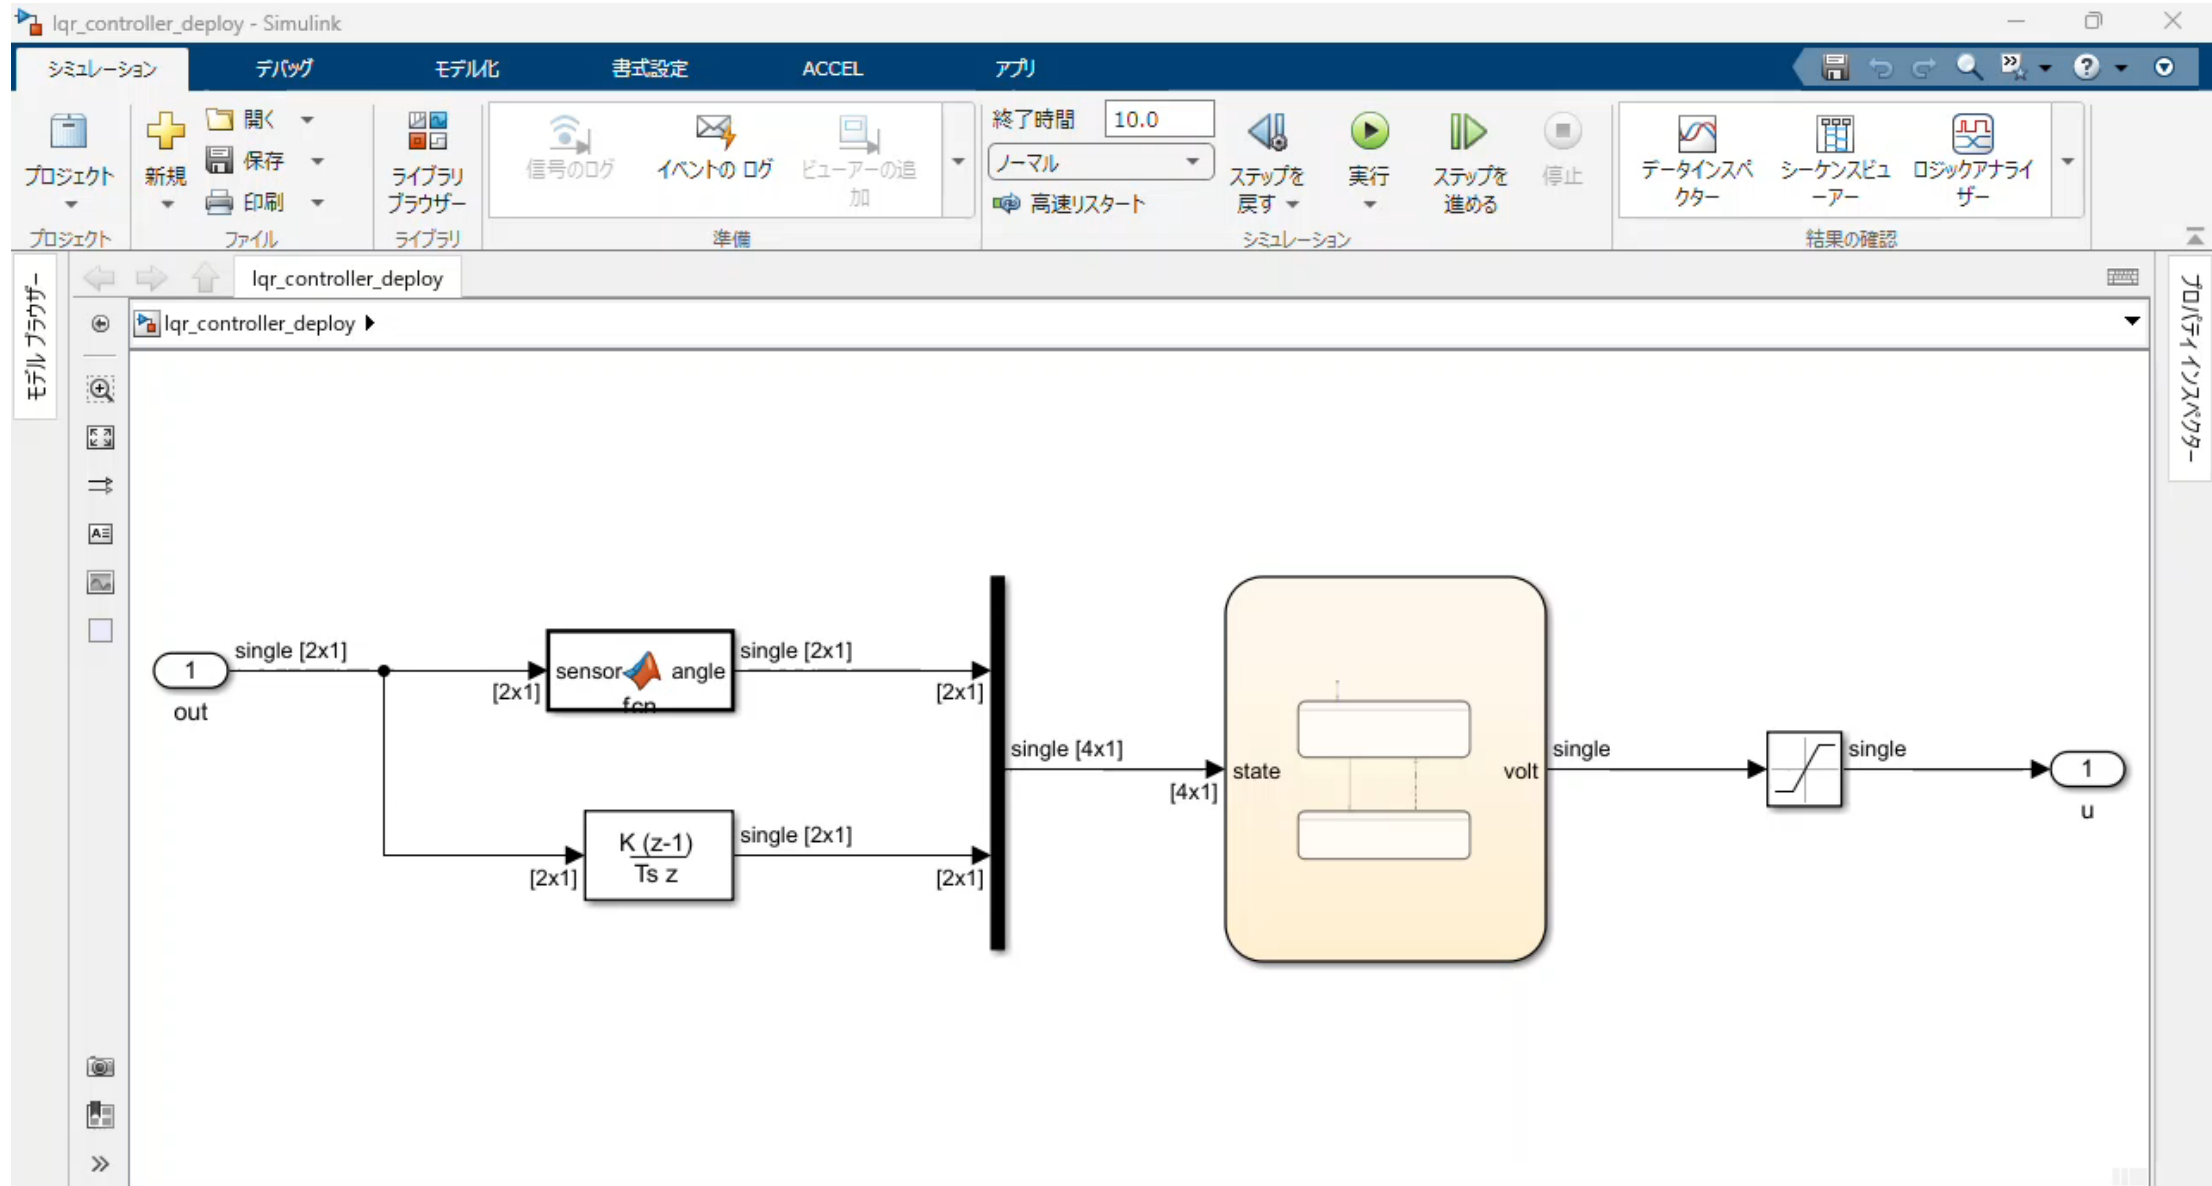 lqr_controller_deploy - Simulink
シミュレーション デバッグ モデル化 書式設定 ACCEL アプリ
プロジェクト
新規
開く
保存
印刷
ライブラリ
ブラウザー
信号のログ
イベントの ログ
ビューアーの追
加
終了時間 10.0
ノーマル
高速リスタート
ステップを
戻す
実行
ステップを
進める
停止
データインスペ
クター
シーケンスビュ
ーアー
ロジックアナライ
ザー
プロジェクト ファイル ライブラリ 準備 シミュレーション 結果の確認
モデル ブラウザー
プロパティ インスペクター
lqr_controller_deploy
lqr_controller_deploy
1
out
single [2x1]
[2x1]
sensor angle
fcn
single [2x1]
[2x1]
[2x1]
K (z-1)
Ts z
single [2x1]
[2x1]
single [4x1]
[4x1]
state volt
single
single
1
u